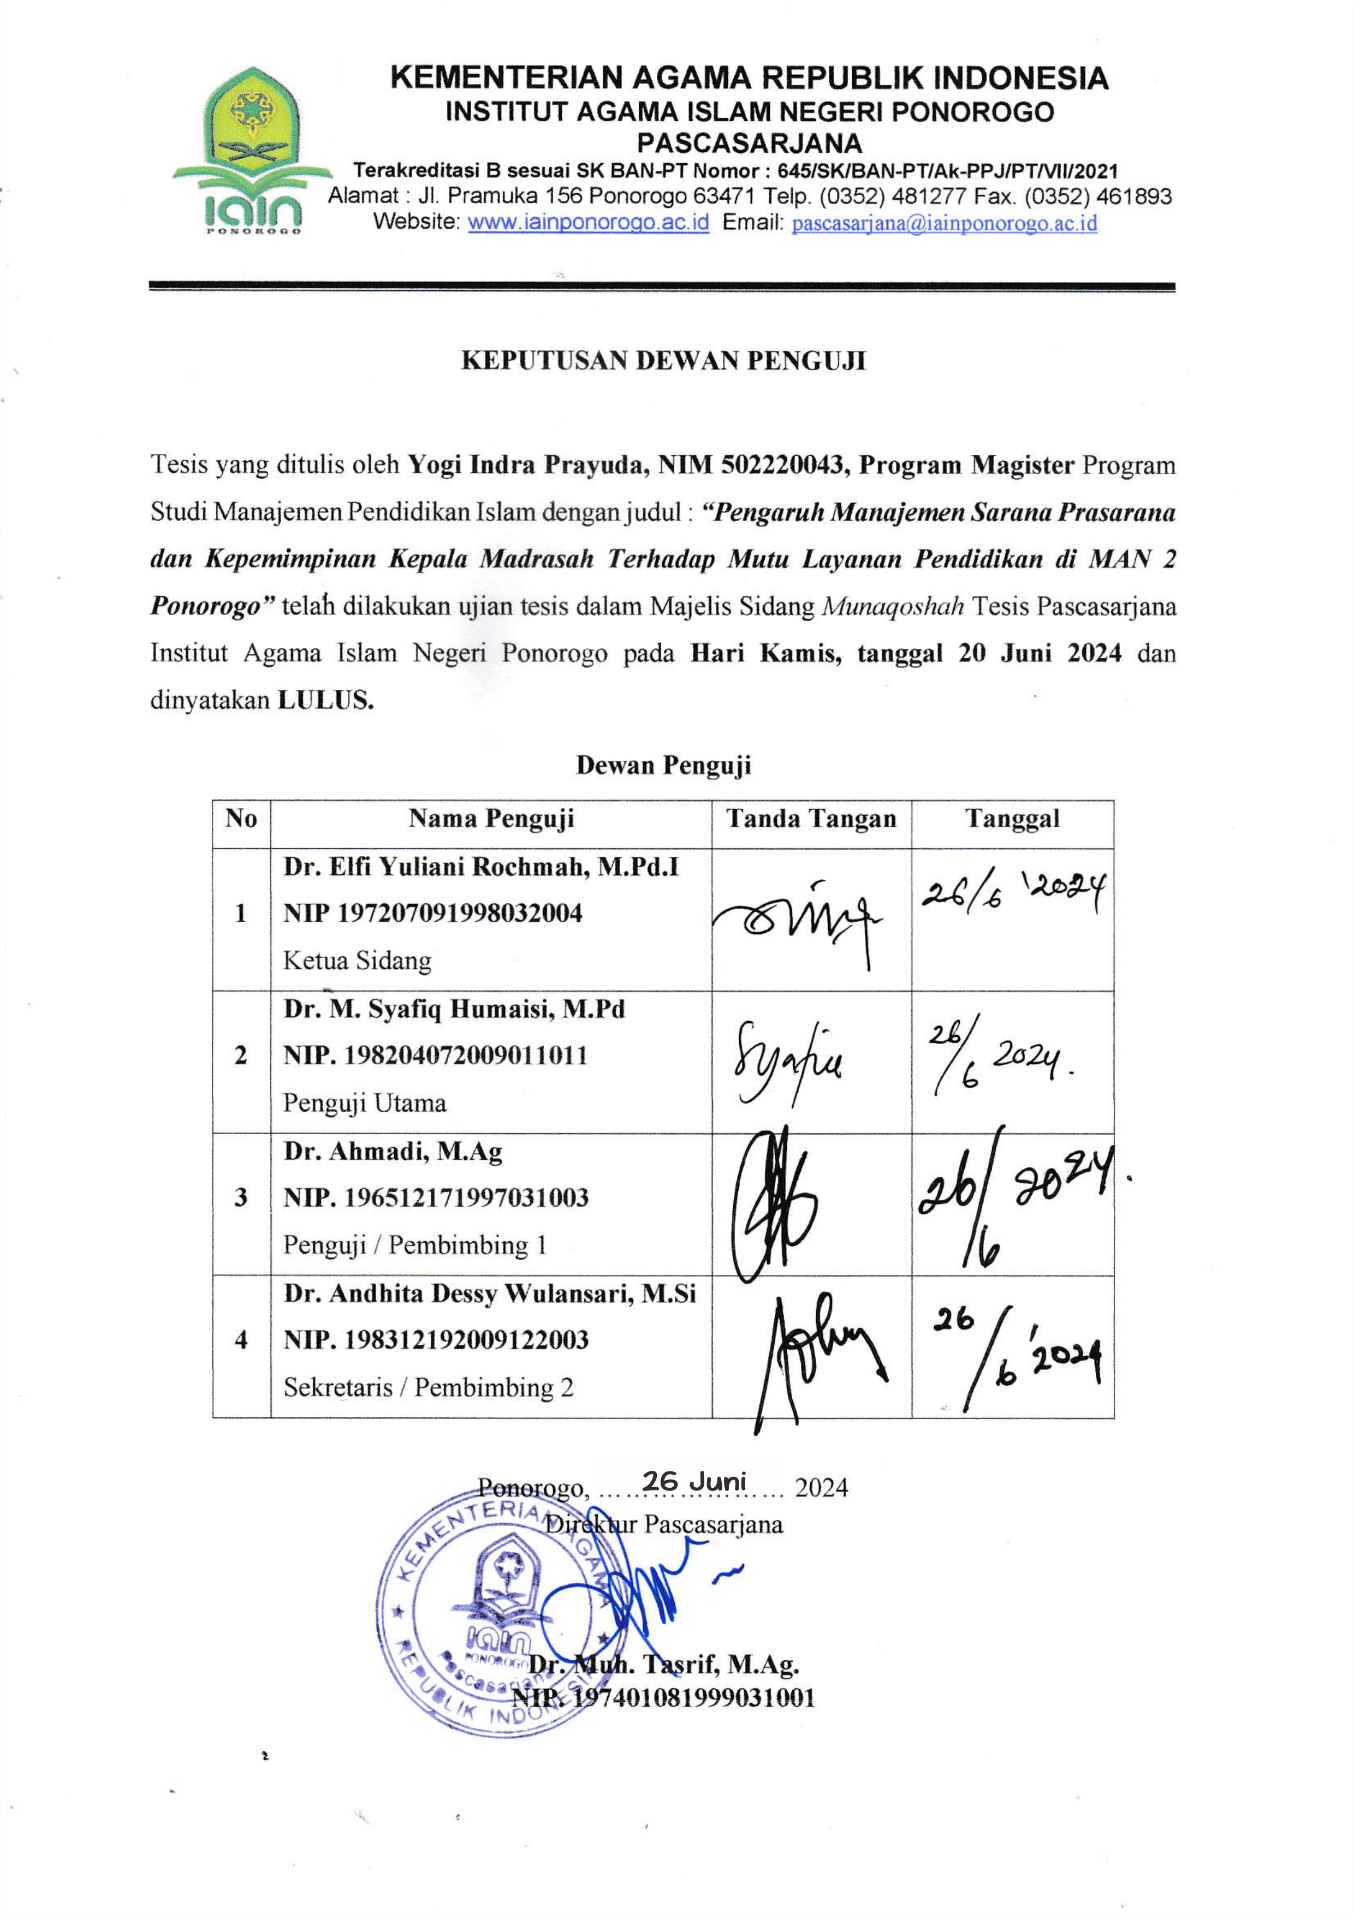 KEMENTERIAN AGAMA REPUBLIK INDONESIA
INSTITUT AGAMA ISLAM NEGERI PONOROGO
PASCASARJANA
Terakreditasi B sesuai SK BAN-PT Nomor : 645/SK/BAN-PT/Ak-PPJ/PT/VII/2021
Alamat : Jl. Pramuka 156 Ponorogo 63471 Telp. (0352) 481277 Fax. (0352) 461893
Website: www.iainponorogo.ac.id Email: pascasarjana@iainponorogo.ac.id
iain
PONOROGO
KEPUTUSAN DEWAN PENGUJI
Tesis yang ditulis oleh Yogi Indra Prayuda, NIM 502220043, Program Magister Program
Studi Manajemen Pendidikan Islam dengan judul : “Pengaruh Manajemen Sarana Prasarana
dan Kepemimpinan Kepala Madrasah Terhadap Mutu Layanan Pendidikan di MAN 2
Ponorogo” telah dilakukan ujian tesis dalam Majelis Sidang Munaqoshah Tesis Pascasarjana
Institut Agama Islam Negeri Ponorogo pada Hari Kamis, tanggal 20 Juni 2024 dan
dinyatakan LULUS.
Dewan Penguji
No Nama Penguji Tanda Tangan Tanggal
Dr. Elfi Yuliani Rochmah, M.Pd.I
1 NIP 197207091998032004 26/6 '2024
Ketua Sidang
Dr. M. Syafiq Humaisi, M.Pd
2 NIP. 198204072009011011 26/6 2024.
Penguji Utama
Dr. Ahmadi, M.Ag
3 NIP. 196512171997031003 26/6 2024.
Penguji / Pembimbing 1
Dr. Andhita Dessy Wulansari, M.Si
4 NIP. 198312192009122003 26/6 '2024
Sekretaris / Pembimbing 2
Ponorogo, 26 Juni 2024
Direktur Pascasarjana
KEMENTERIAN AGAMA
REPUBLIK INDONESIA
iain
PONOROGO
Pascasarjana
Dr. Muh. Tasrif, M.Ag.
NIP. 197401081999031001